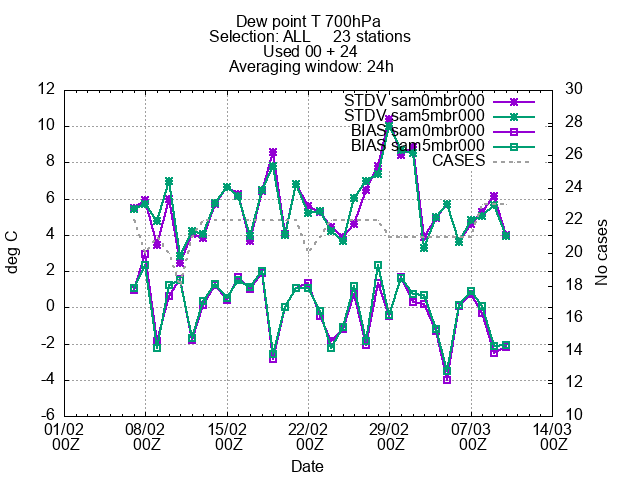 Dew point T 700hPa
Selection: ALL 23 stations
Used 00 + 24
Averaging window: 24h
STDV sam0mbr000
STDV sam5mbr000
BIAS sam0mbr000
BIAS sam5mbr000
CASES
12
10
8
6
4
2
0
-2
-4
-6
deg C
30
28
26
24
22
20
18
16
14
12
10
No cases
01/02 08/02 15/02 22/02 29/02 07/03 14/03
00Z 00Z 00Z 00Z 00Z 00Z 00Z
Date